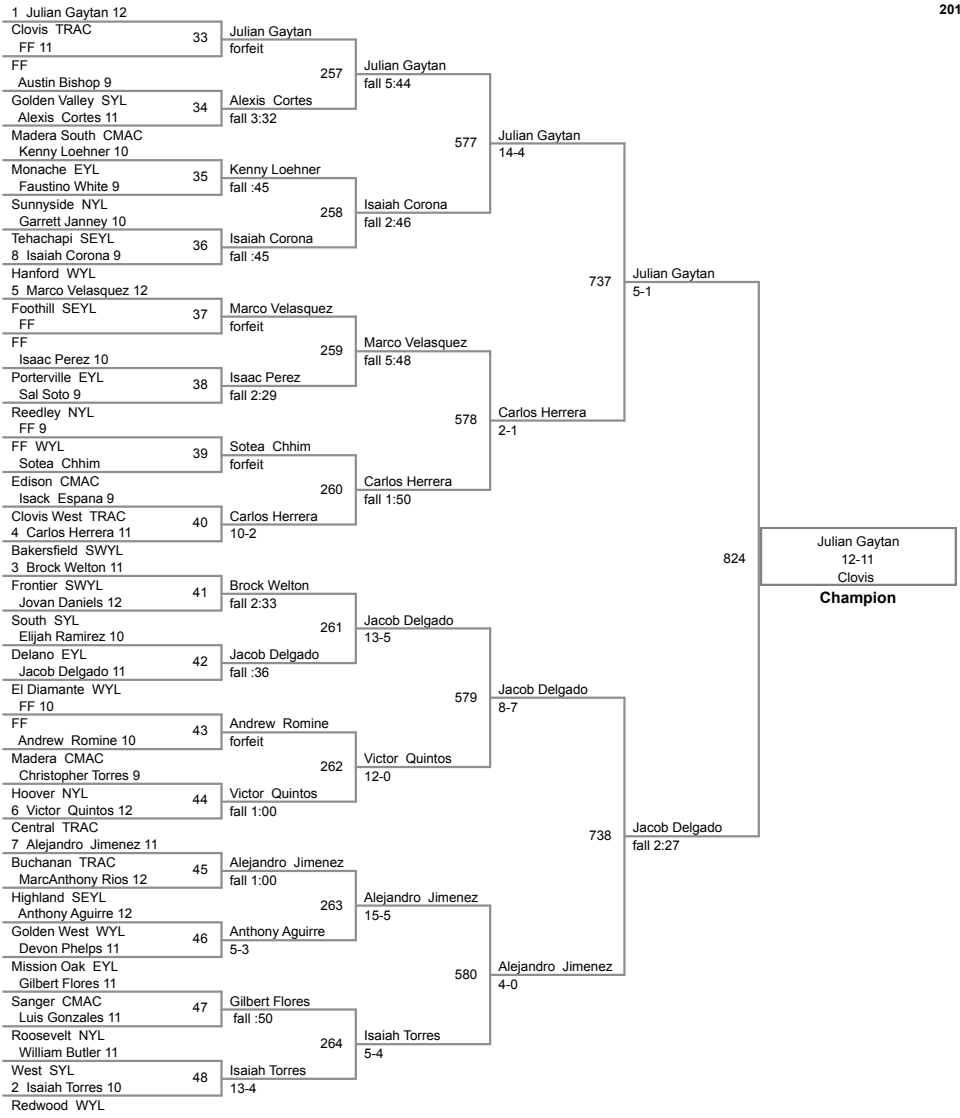 201
1 Julian Gaytan 12
Clovis TRAC
FF 11
FF
Austin Bishop 9
Golden Valley SYL
Alexis Cortes 11
Madera South CMAC
Kenny Loehner 10
Monache EYL
Faustino White 9
Sunnyside NYL
Garrett Janney 10
Tehachapi SEYL
8 Isaiah Corona 9
Hanford WYL
5 Marco Velasquez 12
Foothill SEYL
FF
FF
Isaac Perez 10
Porterville EYL
Sal Soto 9
Reedley NYL
FF 9
FF WYL
Sotea Chhim
Edison CMAC
Isack Espana 9
Clovis West TRAC
4 Carlos Herrera 11
Bakersfield SWYL
3 Brock Welton 11
Frontier SWYL
Jovan Daniels 12
South SYL
Elijah Ramirez 10
Delano EYL
Jacob Delgado 11
El Diamante WYL
FF 10
FF
Andrew Romine 10
Madera CMAC
Christopher Torres 9
Hoover NYL
6 Victor Quintos 12
Central TRAC
7 Alejandro Jimenez 11
Buchanan TRAC
MarcAnthony Rios 12
Highland SEYL
Anthony Aguirre 12
Golden West WYL
Devon Phelps 11
Mission Oak EYL
Gilbert Flores 11
Sanger CMAC
Luis Gonzales 11
Roosevelt NYL
William Butler 11
West SYL
2 Isaiah Torres 10
Redwood WYL
33
34
35
36
37
38
39
40
41
42
43
44
45
46
47
48
Julian Gaytan
forfeit
Alexis Cortes
fall 3:32
Kenny Loehner
fall :45
Isaiah Corona
fall :45
Marco Velasquez
forfeit
Isaac Perez
fall 2:29
Sotea Chhim
forfeit
Carlos Herrera
10-2
Brock Welton
fall 2:33
Jacob Delgado
fall :36
Andrew Romine
forfeit
Victor Quintos
fall 1:00
Alejandro Jimenez
fall 1:00
Anthony Aguirre
5-3
Gilbert Flores
fall :50
Isaiah Torres
13-4
257
258
259
260
261
262
263
264
Julian Gaytan
fall 5:44
Isaiah Corona
fall 2:46
Marco Velasquez
fall 5:48
Carlos Herrera
fall 1:50
Jacob Delgado
13-5
Victor Quintos
12-0
Alejandro Jimenez
15-5
Isaiah Torres
5-4
577
578
579
580
Julian Gaytan
14-4
Carlos Herrera
2-1
Jacob Delgado
8-7
Alejandro Jimenez
4-0
737
738
Julian Gaytan
5-1
Jacob Delgado
fall 2:27
824
Julian Gaytan
12-11
Clovis
Champion